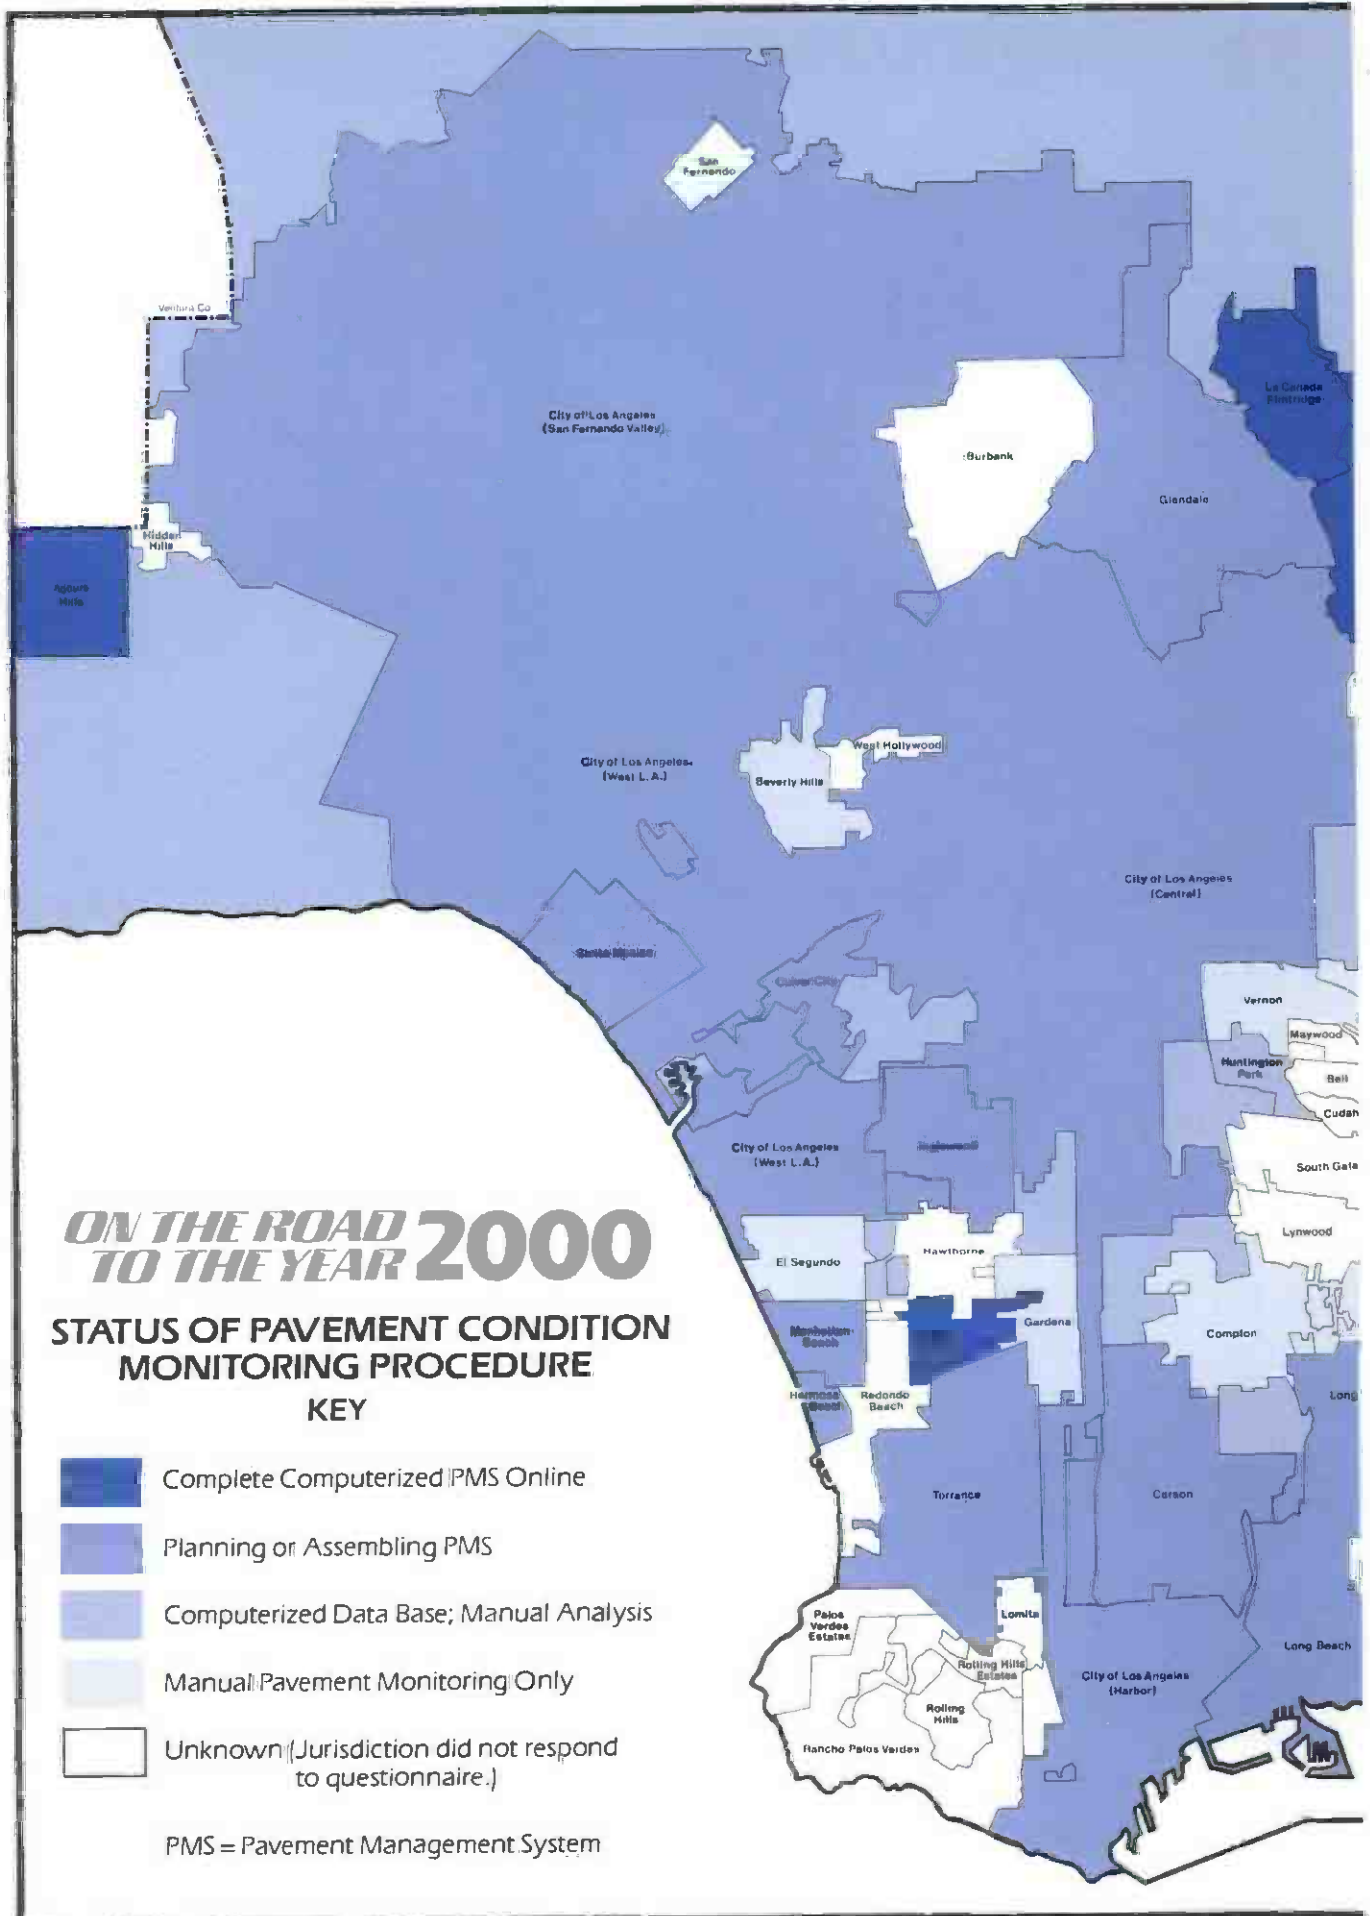 San
Fernando
Ventura Co
La Canada
Flintridge
City of Los Angeles
(San Fernando Valley)
Burbank
Glendale
Hidden
Hills
Agoura
Hills
West Hollywood
City of Los Angeles
(West L.A.)
Beverly Hills
City of Los Angeles
(Central)
Santa Monica
Culver City
Vernon
Maywood
Huntington
Park
Bell
Cudah
City of Los Angeles
(West L.A.)
Inglewood
South Gate
Lynwood
Hawthorne
El Segundo
Gardena
Manhattan
Beach
Compton
Hermosa
Beach
Redondo
Beach
Long
Torrance
Carson
Palos
Verdes
Estates
Lomita
Long Beach
Rolling Hills
Estates
City of Los Angeles
(Harbor)
Rolling
Hills
Rancho Palos Verdes
ON THE ROAD
TO THE YEAR 2000
STATUS OF PAVEMENT CONDITION
MONITORING PROCEDURE
KEY
Complete Computerized PMS Online
Planning or Assembling PMS
Computerized Data Base; Manual Analysis
Manual Pavement Monitoring Only
Unknown (Jurisdiction did not respond
to questionnaire.)
PMS = Pavement Management System